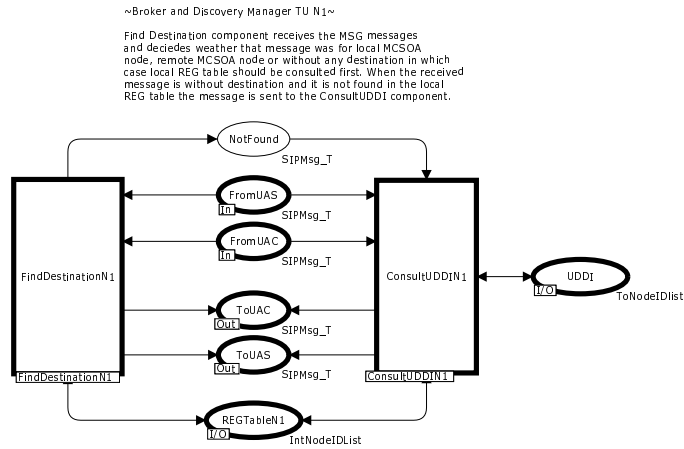 ~Broker and Discovery Manager TU N1~
Find Destination component receives the MSG messages
and deciedes weather that message was for local MCSOA
node, remote MCSOA node or without any destination in which
case local REG table should be consulted first. When the received
message is without destination and it is not found in the local
REG table the message is sent to the ConsultUDDI component.
NotFound
SIPMsg_T
FromUAS
In
SIPMsg_T
FromUAC
In
SIPMsg_T
FindDestinationN1
ConsultUDDIN1
UDDI
I/O
ToNodeIDlist
ToUAC
Out
SIPMsg_T
ToUAS
Out
SIPMsg_T
FindDestinationN1
ConsultUDDIN1
REGTableN1
I/O
IntNodeIDList